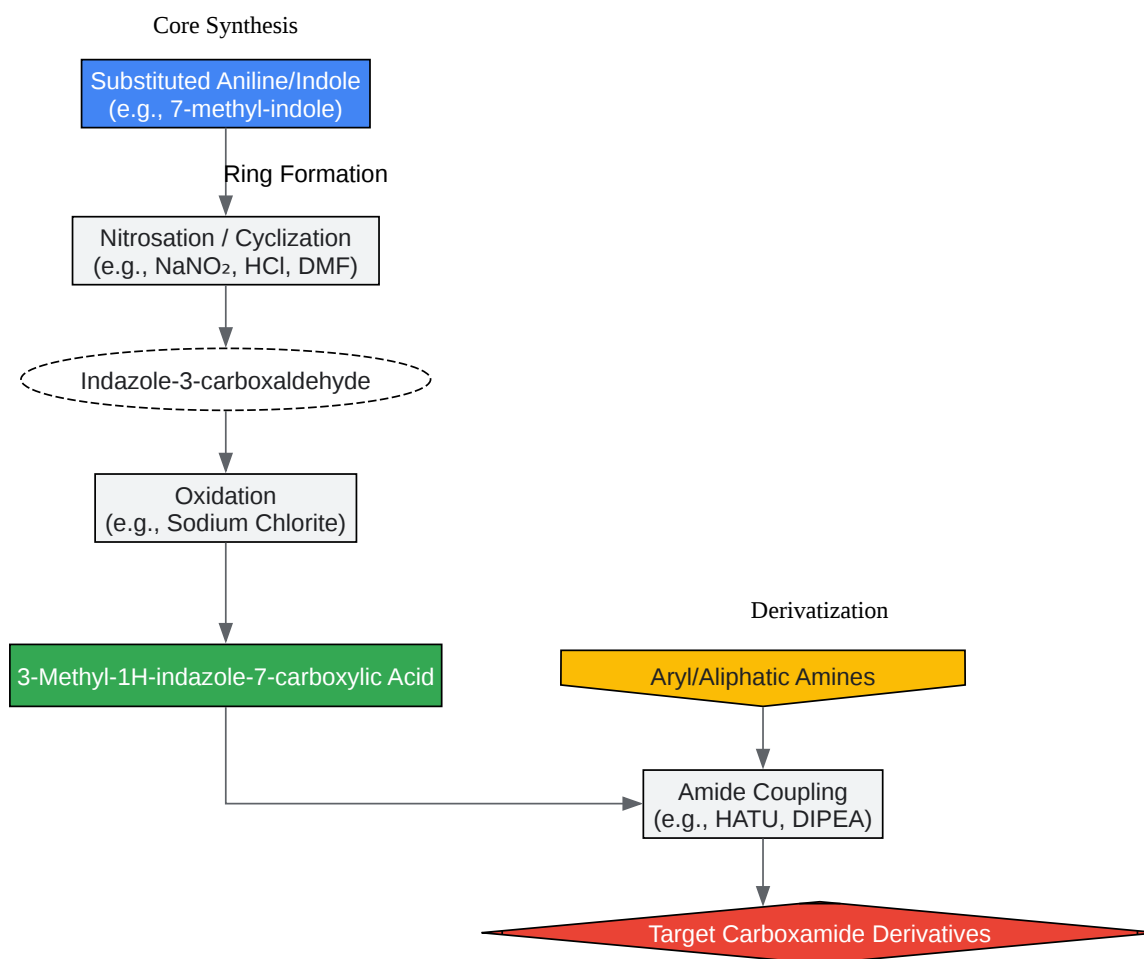 Core Synthesis
Substituted Aniline/Indole
(e.g., 7-methyl-indole)
Ring Formation
Nitrosation / Cyclization
(e.g., NaNO₂, HCl, DMF)
Indazole-3-carboxaldehyde
Oxidation
(e.g., Sodium Chlorite)
3-Methyl-1H-indazole-7-carboxylic Acid
Derivatization
Aryl/Aliphatic Amines
Amide Coupling
(e.g., HATU, DIPEA)
Target Carboxamide Derivatives